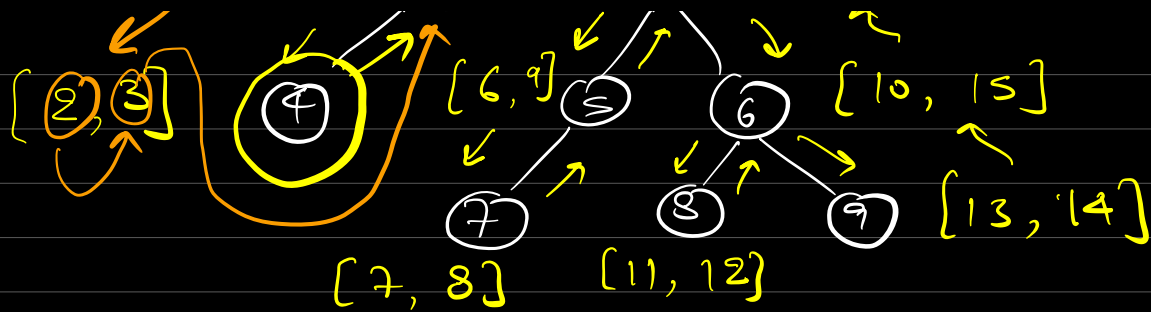 [2, 3] 4 [6, 9] 5 6 [10, 15]
7 8 9 [13, 14]
[7, 8] [11, 12]